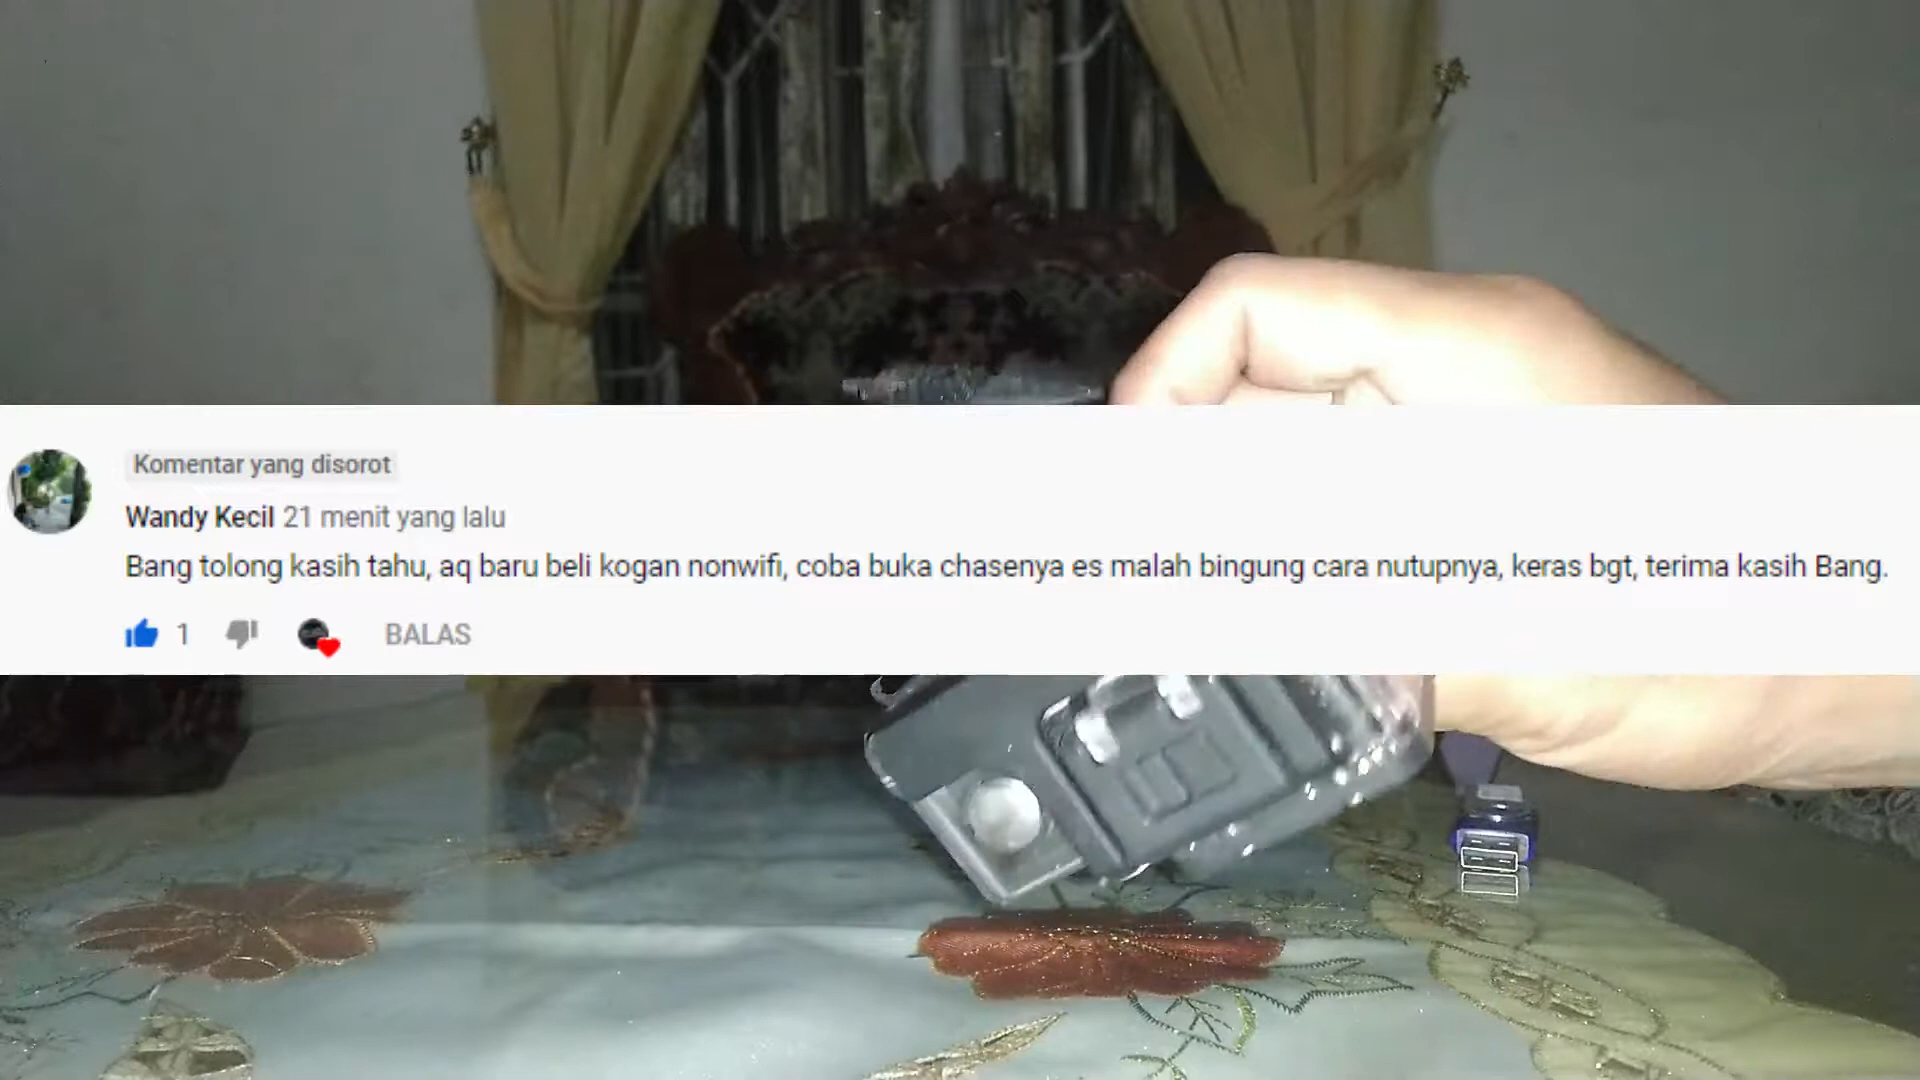 Komentar yang disorot
Wandy Kecil 21 menit yang lalu
Bang tolong kasih tahu, aq baru beli kogan nonwifi, coba buka chasenya es malah bingung cara nutupnya, keras bgt, terima kasih Bang.
1 BALAS